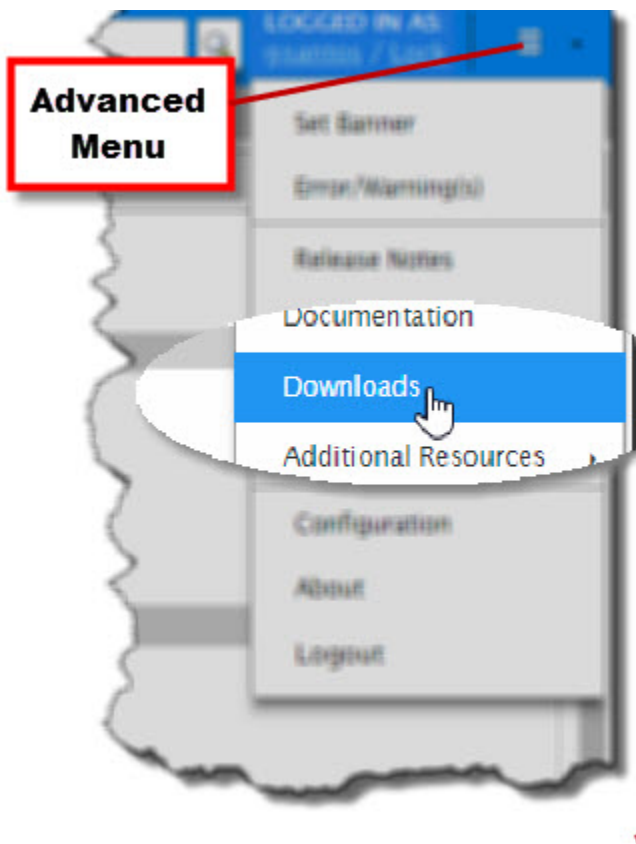 LOGGED IN AS:
Advanced
Menu
Set Banner
Error/Warning(s)
Release Notes
Documentation
Downloads
Additional Resources
Configuration
About
Logout